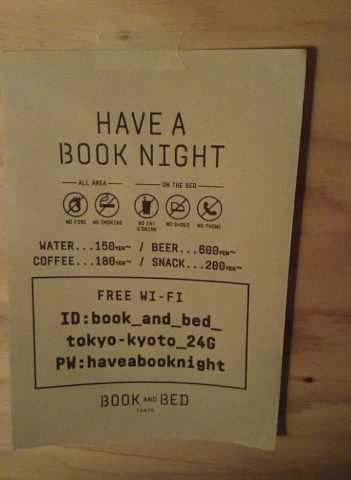 HAVE A
BOOK NIGHT
ALL AREA ON THE BED
NO FIRE NO SMOKING NO EAT & DRINK NO SHOES NO PHONE
WATER...150YEN~ / BEER...600YEN~
COFFEE...180YEN~ / SNACK...200YEN~
FREE WI-FI
ID:book_and_bed_
tokyo-kyoto_24G
PW:haveabooknight
BOOK AND BED
TOKYO